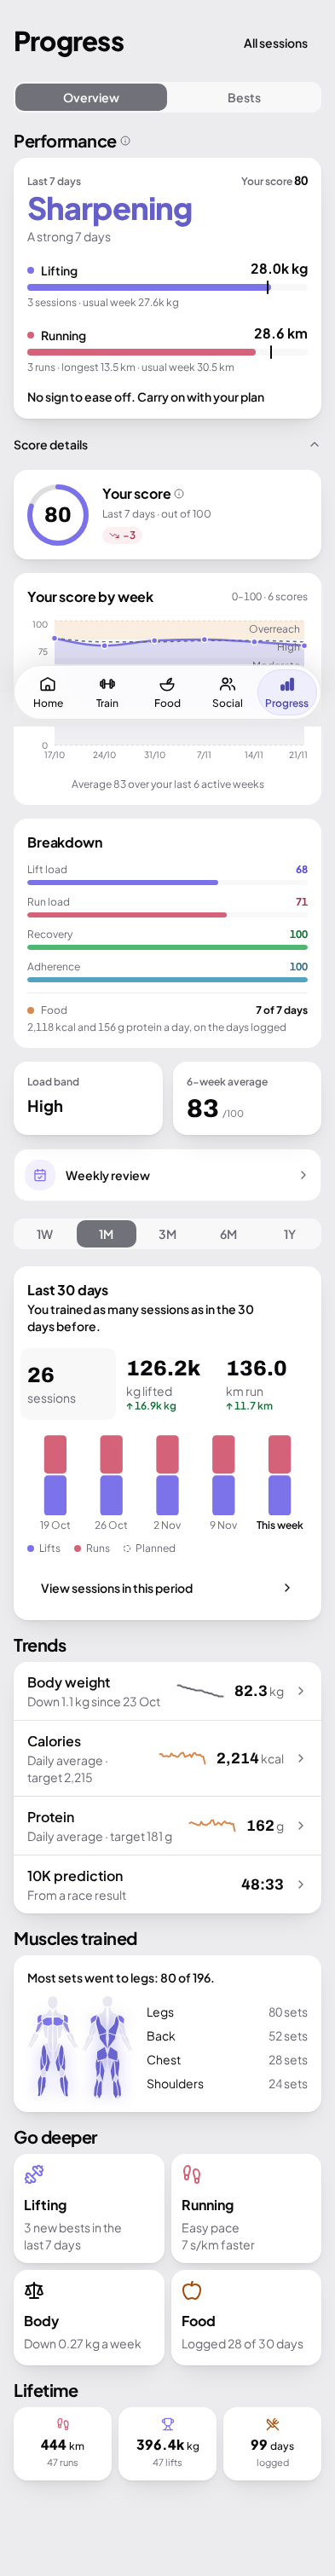 Progress
All sessions
Overview
Bests
Performance
Last 7 days
Your score 80
Sharpening
A strong 7 days
Lifting
28.0k kg
3 sessions · usual week 27.6k kg
Running
28.6 km
3 runs · longest 13.5 km · usual week 30.5 km
No sign to ease off. Carry on with your plan
Score details
80
Your score
Last 7 days · out of 100
−3
Your score by week
0–100 · 6 scores
100
Overreach
High
75
Home
Train
Food
Social
Progress
0
17/10
24/10
31/10
7/11
14/11
21/11
Average 83 over your last 6 active weeks
Breakdown
Lift load
68
Run load
71
Recovery
100
Adherence
100
Food
7 of 7 days
2,118 kcal and 156 g protein a day, on the days logged
Load band
High
6-week average
83 /100
Weekly review
1W
1M
3M
6M
1Y
Last 30 days
You trained as many sessions as in the 30
days before.
26
sessions
126.2k
kg lifted
↑ 16.9k kg
136.0
km run
↑ 11.7 km
19 Oct
26 Oct
2 Nov
9 Nov
This week
Lifts
Runs
Planned
View sessions in this period
Trends
Body weight
Down 1.1 kg since 23 Oct
82.3 kg
Calories
Daily average ·
target 2,215
2,214 kcal
Protein
Daily average · target 181 g
162 g
10K prediction
From a race result
48:33
Muscles trained
Most sets went to legs: 80 of 196.
Legs
80 sets
Back
52 sets
Chest
28 sets
Shoulders
24 sets
Go deeper
Lifting
3 new bests in the
last 7 days
Running
Easy pace
7 s/km faster
Body
Down 0.27 kg a week
Food
Logged 28 of 30 days
Lifetime
444 km
47 runs
396.4k kg
47 lifts
99 days
logged